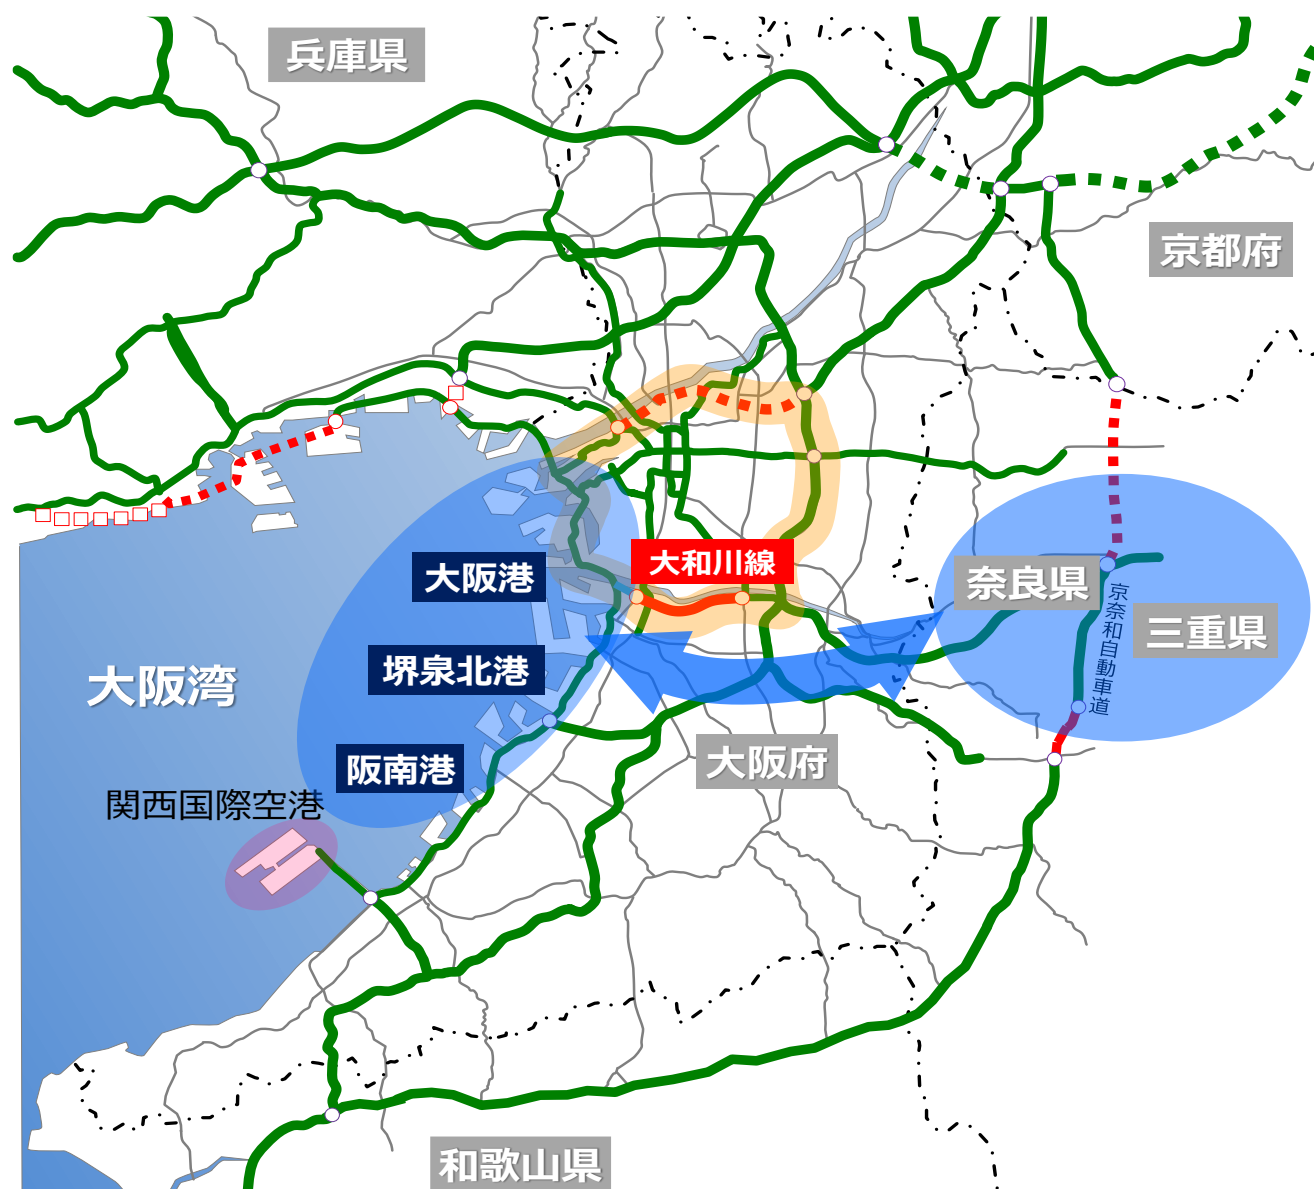 兵庫県
京都府
大和川線
大阪港
奈良県
京奈和自動車道
三重県
堺泉北港
大阪湾
大阪府
阪南港
関西国際空港
和歌山県